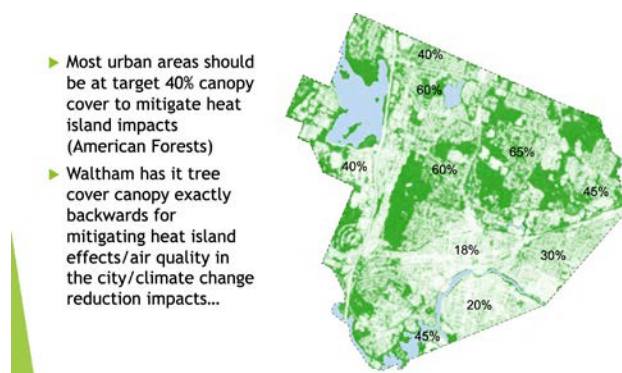 Most urban areas should
be at target 40% canopy
cover to mitigate heat
island impacts
(American Forests)
Waltham has it tree
cover canopy exactly
backwards for
mitigating heat island
effects/air quality in
the city/climate change
reduction impacts…
40%
60%
65%
40%
60%
45%
18%
30%
20%
45%